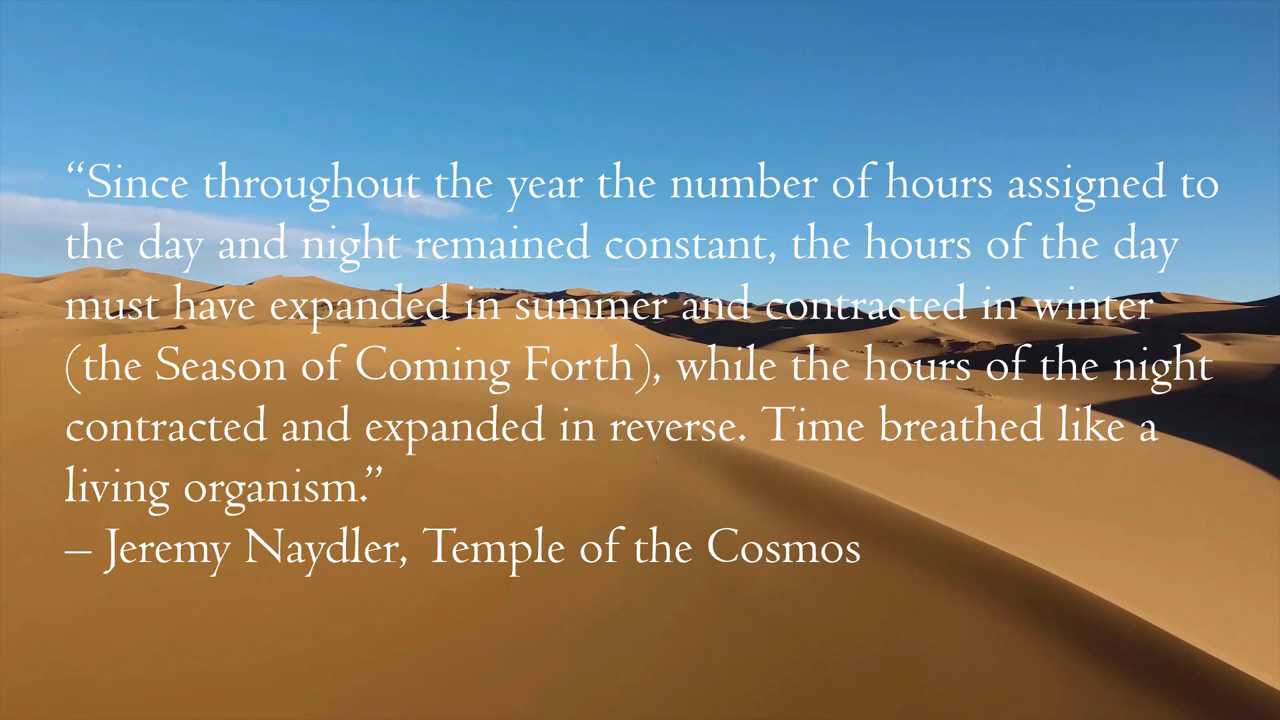 “Since throughout the year the number of hours assigned to
the day and night remained constant, the hours of the day
must have expanded in summer and contracted in winter
(the Season of Coming Forth), while the hours of the night
contracted and expanded in reverse. Time breathed like a
living organism.”
– Jeremy Naydler, Temple of the Cosmos